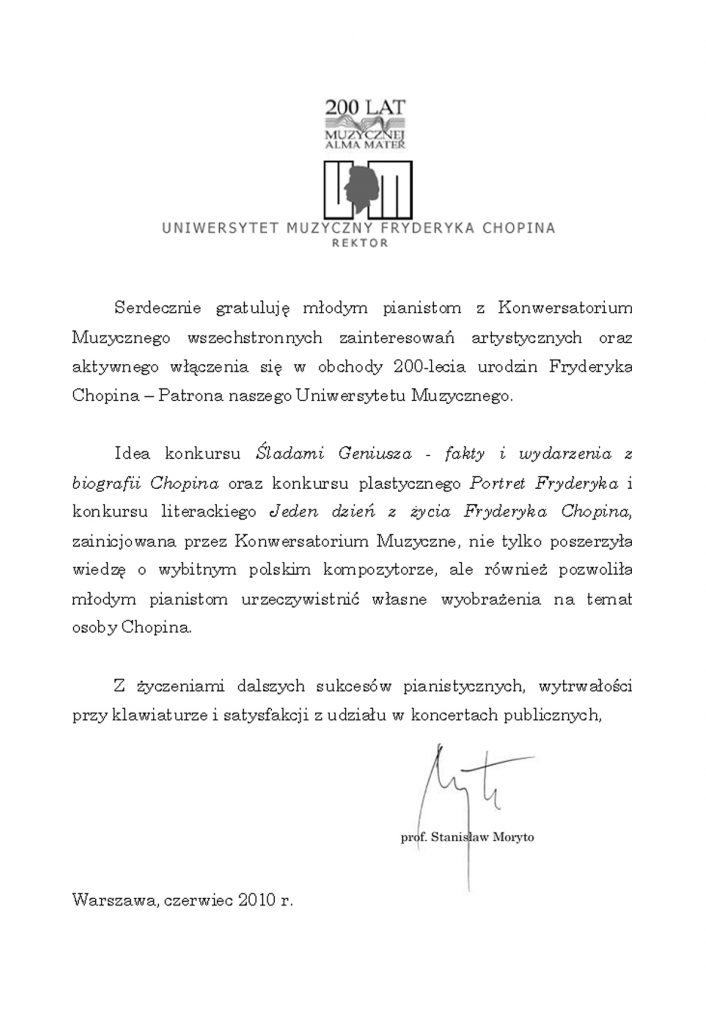 200 LAT
MUZYCZNEJ
ALMA MATER
UNIWERSYTET MUZYCZNY FRYDERYKA CHOPINA
REKTOR
Serdecznie gratuluję młodym pianistom z Konwersatorium
Muzycznego wszechstronnych zainteresowań artystycznych oraz
aktywnego włączenia się w obchody 200-lecia urodzin Fryderyka
Chopina – Patrona naszego Uniwersytetu Muzycznego.
Idea konkursu Śladami Geniusza - fakty i wydarzenia z
biografii Chopina oraz konkursu plastycznego Portret Fryderyka i
konkursu literackiego Jeden dzień z życia Fryderyka Chopina,
zainicjowana przez Konwersatorium Muzyczne, nie tylko poszerzyła
wiedzę o wybitnym polskim kompozytorze, ale również pozwoliła
młodym pianistom urzeczywistnić własne wyobrażenia na temat
osoby Chopina.
Z życzeniami dalszych sukcesów pianistycznych, wytrwałości
przy klawiaturze i satysfakcji z udziału w koncertach publicznych,
prof. Stanisław Moryto
Warszawa, czerwiec 2010 r.